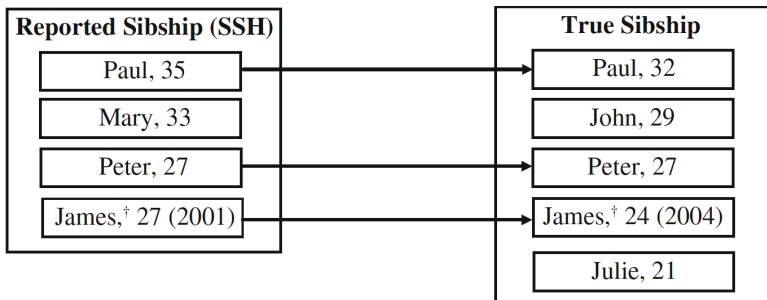 Reported Sibship (SSH)
Paul, 35
Mary, 33
Peter, 27
James,† 27 (2001)
True Sibship
Paul, 32
John, 29
Peter, 27
James,† 24 (2004)
Julie, 21